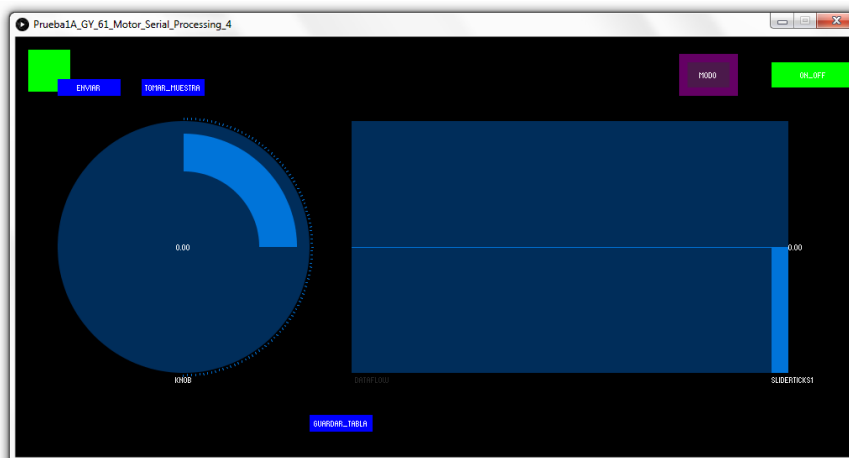 Prueba1A_GY_61_Motor_Serial_Processing_4
MODO
ON_OFF
ENVIAR
TOMAR_MUESTRA
0.00
0.00
KNOB
DATAFLOW
SLIDERTICKS1
GUARDAR_TABLA